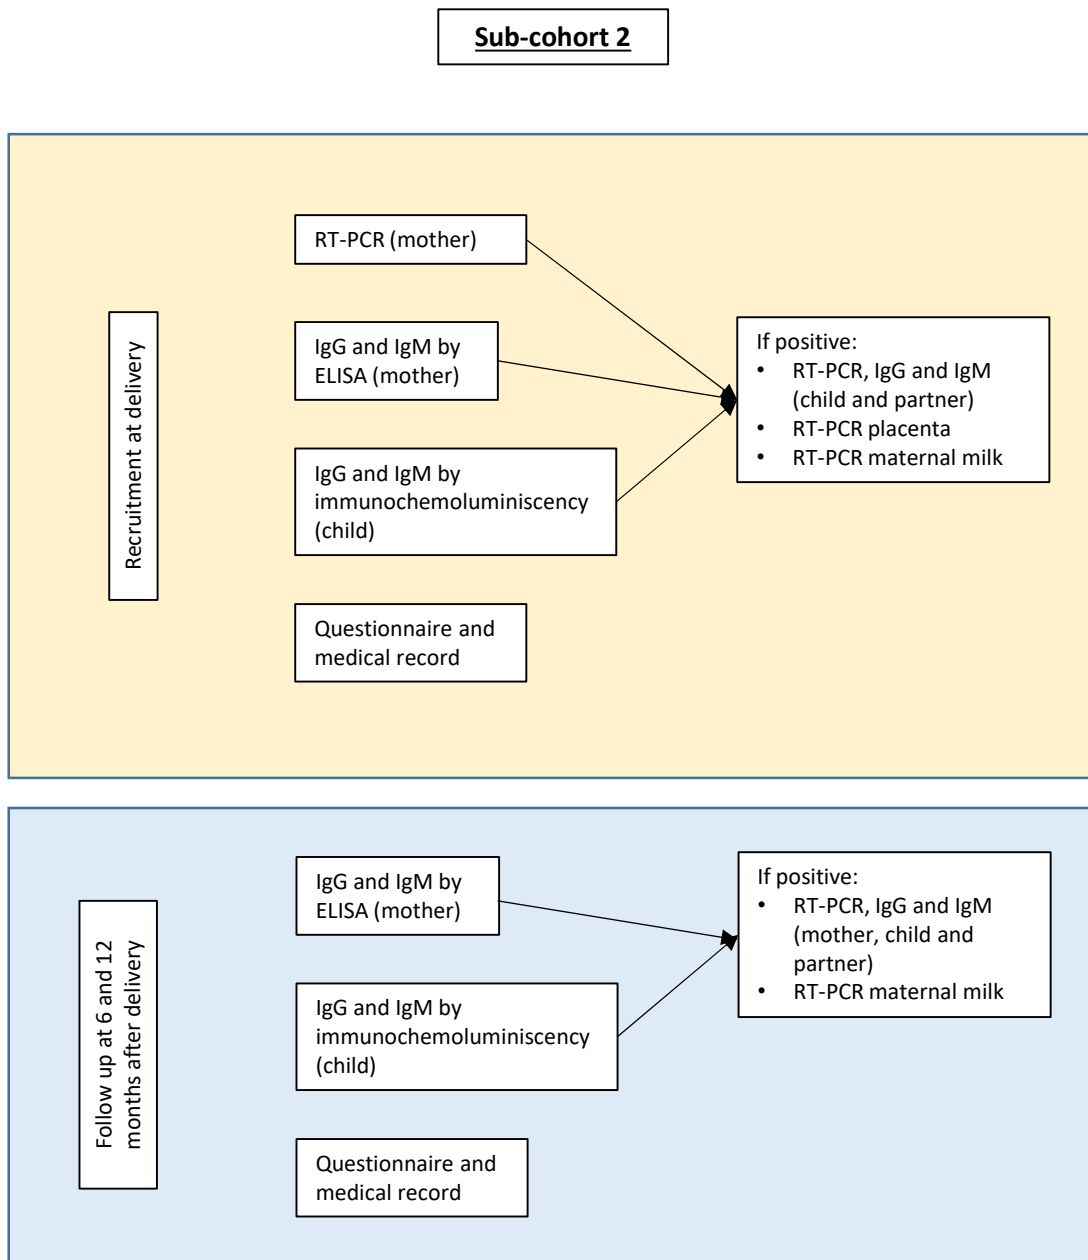 Sub-cohort 2
RT-PCR (mother)
IgG and IgM by
ELISA (mother)
IgG and IgM by
immunochemoluminiscency
(child)
Questionnaire and
medical record
Recruitment at delivery
If positive:
• RT-PCR, IgG and IgM
(child and partner)
• RT-PCR placenta
• RT-PCR maternal milk
IgG and IgM by
ELISA (mother)
IgG and IgM by
immunochemoluminiscency
(child)
Questionnaire and
medical record
Follow up at 6 and 12
months after delivery
If positive:
• RT-PCR, IgG and IgM
(mother, child and
partner)
• RT-PCR maternal milk